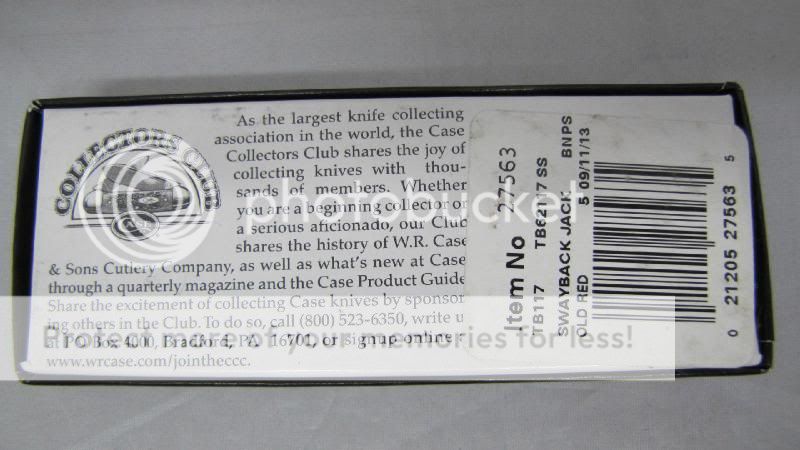 COLLECTORS CLUB
CASE
As the largest knife collecting
association in the world, the Case
Collectors Club shares the joy of
collecting knives with thou-
sands of members. Whether
you are a beginning collector or
a serious aficionado, our Club
shares the history of W.R. Case
& Sons Cutlery Company, as well as what's new at Case
through a quarterly magazine and the Case Product Guide
Share the excitement of collecting Case knives by sponsor
ing others in the Club. To do so, call (800) 523-6350, write u
PO Box 4000, Bradford, PA 16701, or signup online
www.wrcase.com/jointheccc.
Item No 27563
TB117 TB62117 SS
SWAYBACK JACK BNPS
OLD RED 5 09/11/13
0 21205 27563 5
photobucket
of your memories for less!